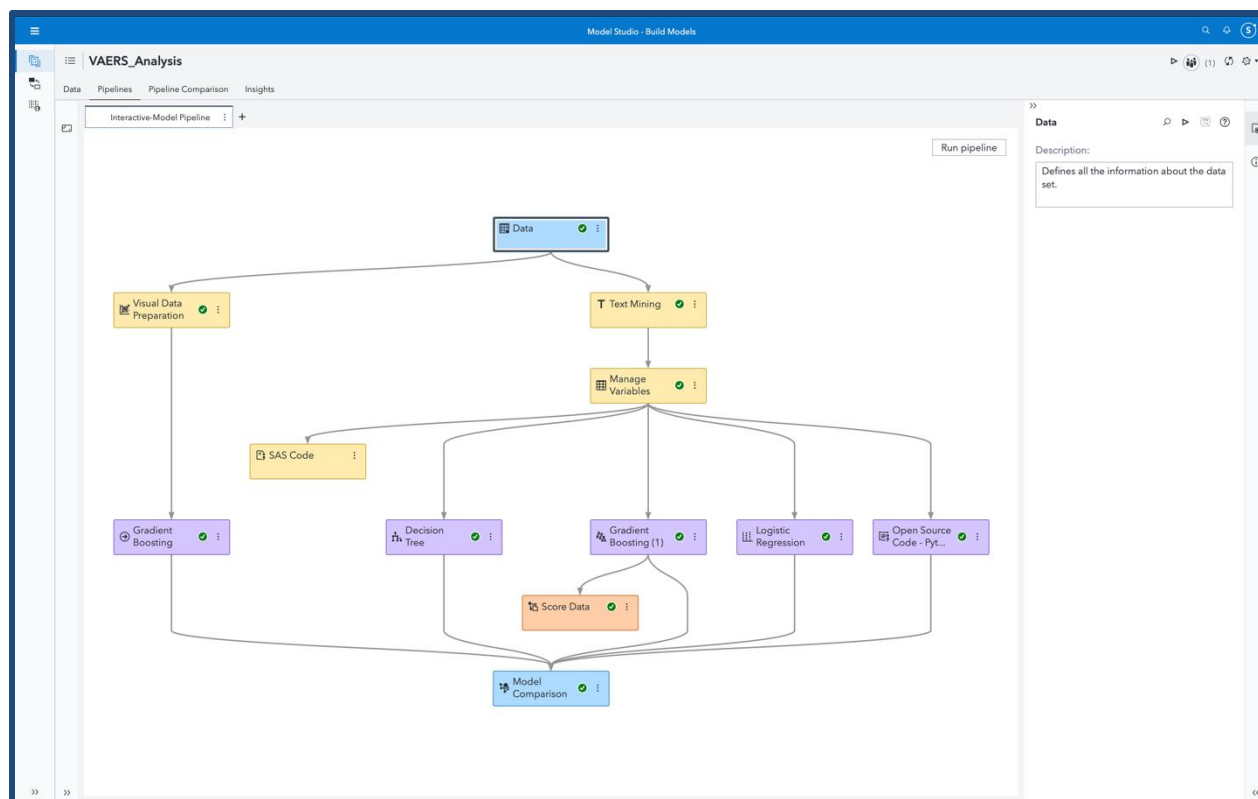 Model Studio - Build Models
S
VAERS_Analysis
(1)
Data
Pipelines
Pipeline Comparison
Insights
Interactive-Model Pipeline
+
Run pipeline
Data
Description:
Defines all the information about the data
set.
Data
Visual Data
Preparation
Text Mining
Manage
Variables
SAS Code
Gradient
Boosting
Decision
Tree
Gradient
Boosting (1)
Logistic
Regression
Open Source
Code - Pyt...
Score Data
Model
Comparison